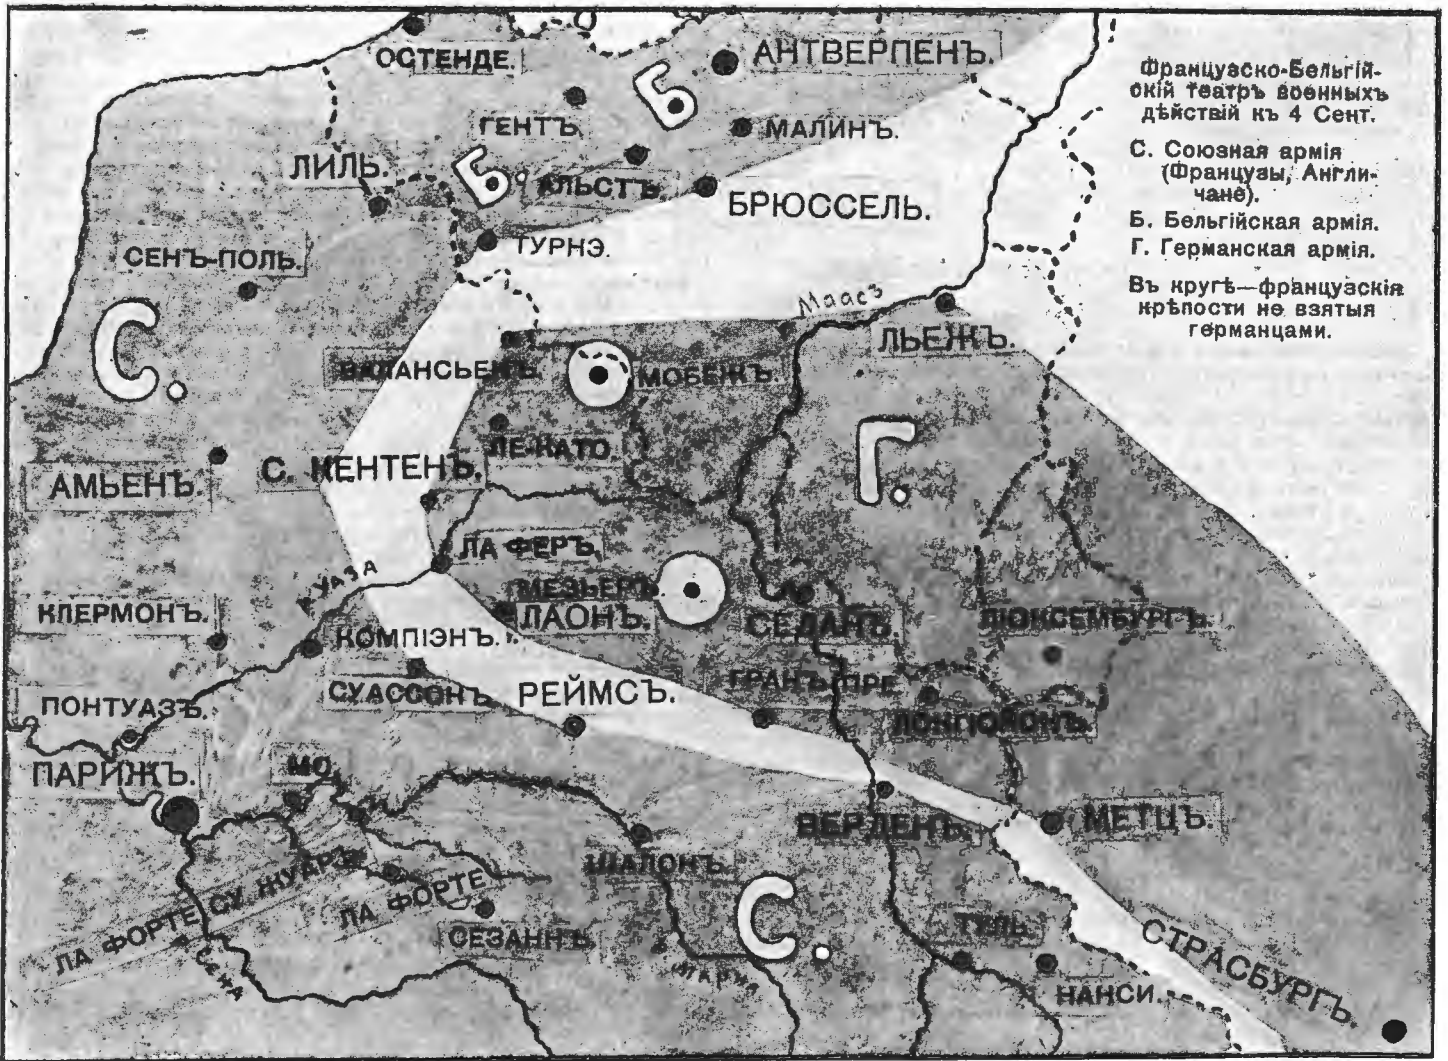 Французско-Бельгій-
скій театръ военныхъ
дѣйствій къ 4 Сент.
С. Союзная армія
(Французы, Англи-
чане).
Б. Бельгійская армія.
Г. Германская армія.
Въ кругѣ—французскія
крѣпости не взятыя
германцами.
ОСТЕНДЕ.
АНТВЕРПЕНЪ.
Б.
ГЕНТЪ.
МАЛИНЪ.
ЛИЛЬ.
Б.
АЛЬСТЪ.
БРЮССЕЛЬ.
ТУРНЭ.
СЕНЪ-ПОЛЬ.
Маасъ
С.
ЛЬЕЖЪ.
ВАЛАНСЬЕНЪ.
МОБЕЖЪ.
Г.
ЛЕ-КАТО.
С. КЕНТЕНЪ.
АМЬЕНЪ.
ЛА ФЕРЪ.
УАЗА
МЕЗЬЕРЪ.
ЛАОНЪ.
СЕДАНЪ.
ЛЮКСЕМБУРГЪ.
КЛЕРМОНЪ.
КОМПІЭНЪ.
СУАССОНЪ.
РЕЙМСЪ.
ГРАНЪ ПРЕ
ЛОНГЮЙОНЪ.
ПОНТУАЗЪ.
ПАРИЖЪ.
МО.
ВЕРДЕНЪ.
МЕТЦЪ.
ШАЛОНЪ.
ЛА ФОРТЕ СУ ЖУАРЪ
ЛА ФОРТЕ
С.
СЕЗАННЪ.
ТУЛЬ.
СТРАСБУРГЪ.
Сена
МАРНА
НАНСИ.